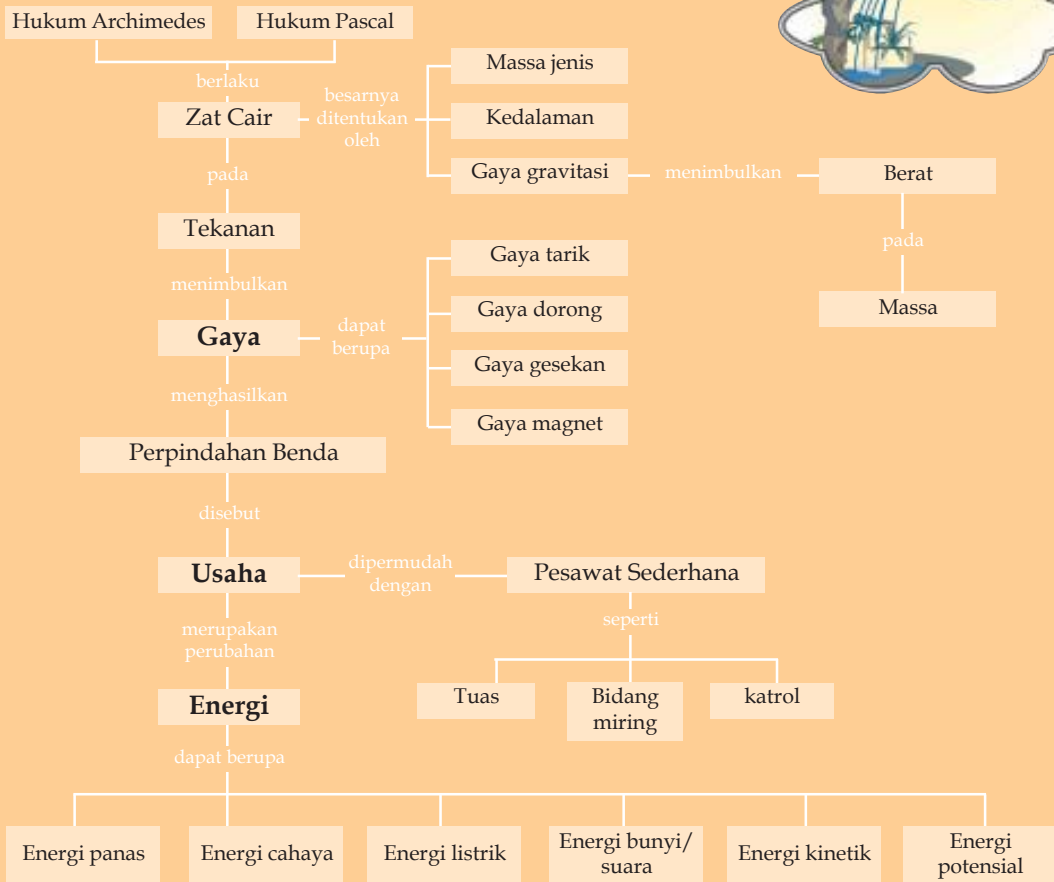 Hukum Archimedes
Hukum Pascal
berlaku
Zat Cair
besarnya
ditentukan
oleh
Massa jenis
Kedalaman
Gaya gravitasi
menimbulkan
Berat
pada
Massa
pada
Tekanan
menimbulkan
Gaya
dapat
berupa
Gaya tarik
Gaya dorong
Gaya gesekan
Gaya magnet
menghasilkan
Perpindahan Benda
disebut
Usaha
dipermudah
dengan
Pesawat Sederhana
seperti
Tuas
Bidang
miring
katrol
merupakan
perubahan
Energi
dapat berupa
Energi panas
Energi cahaya
Energi listrik
Energi bunyi/
suara
Energi kinetik
Energi
potensial